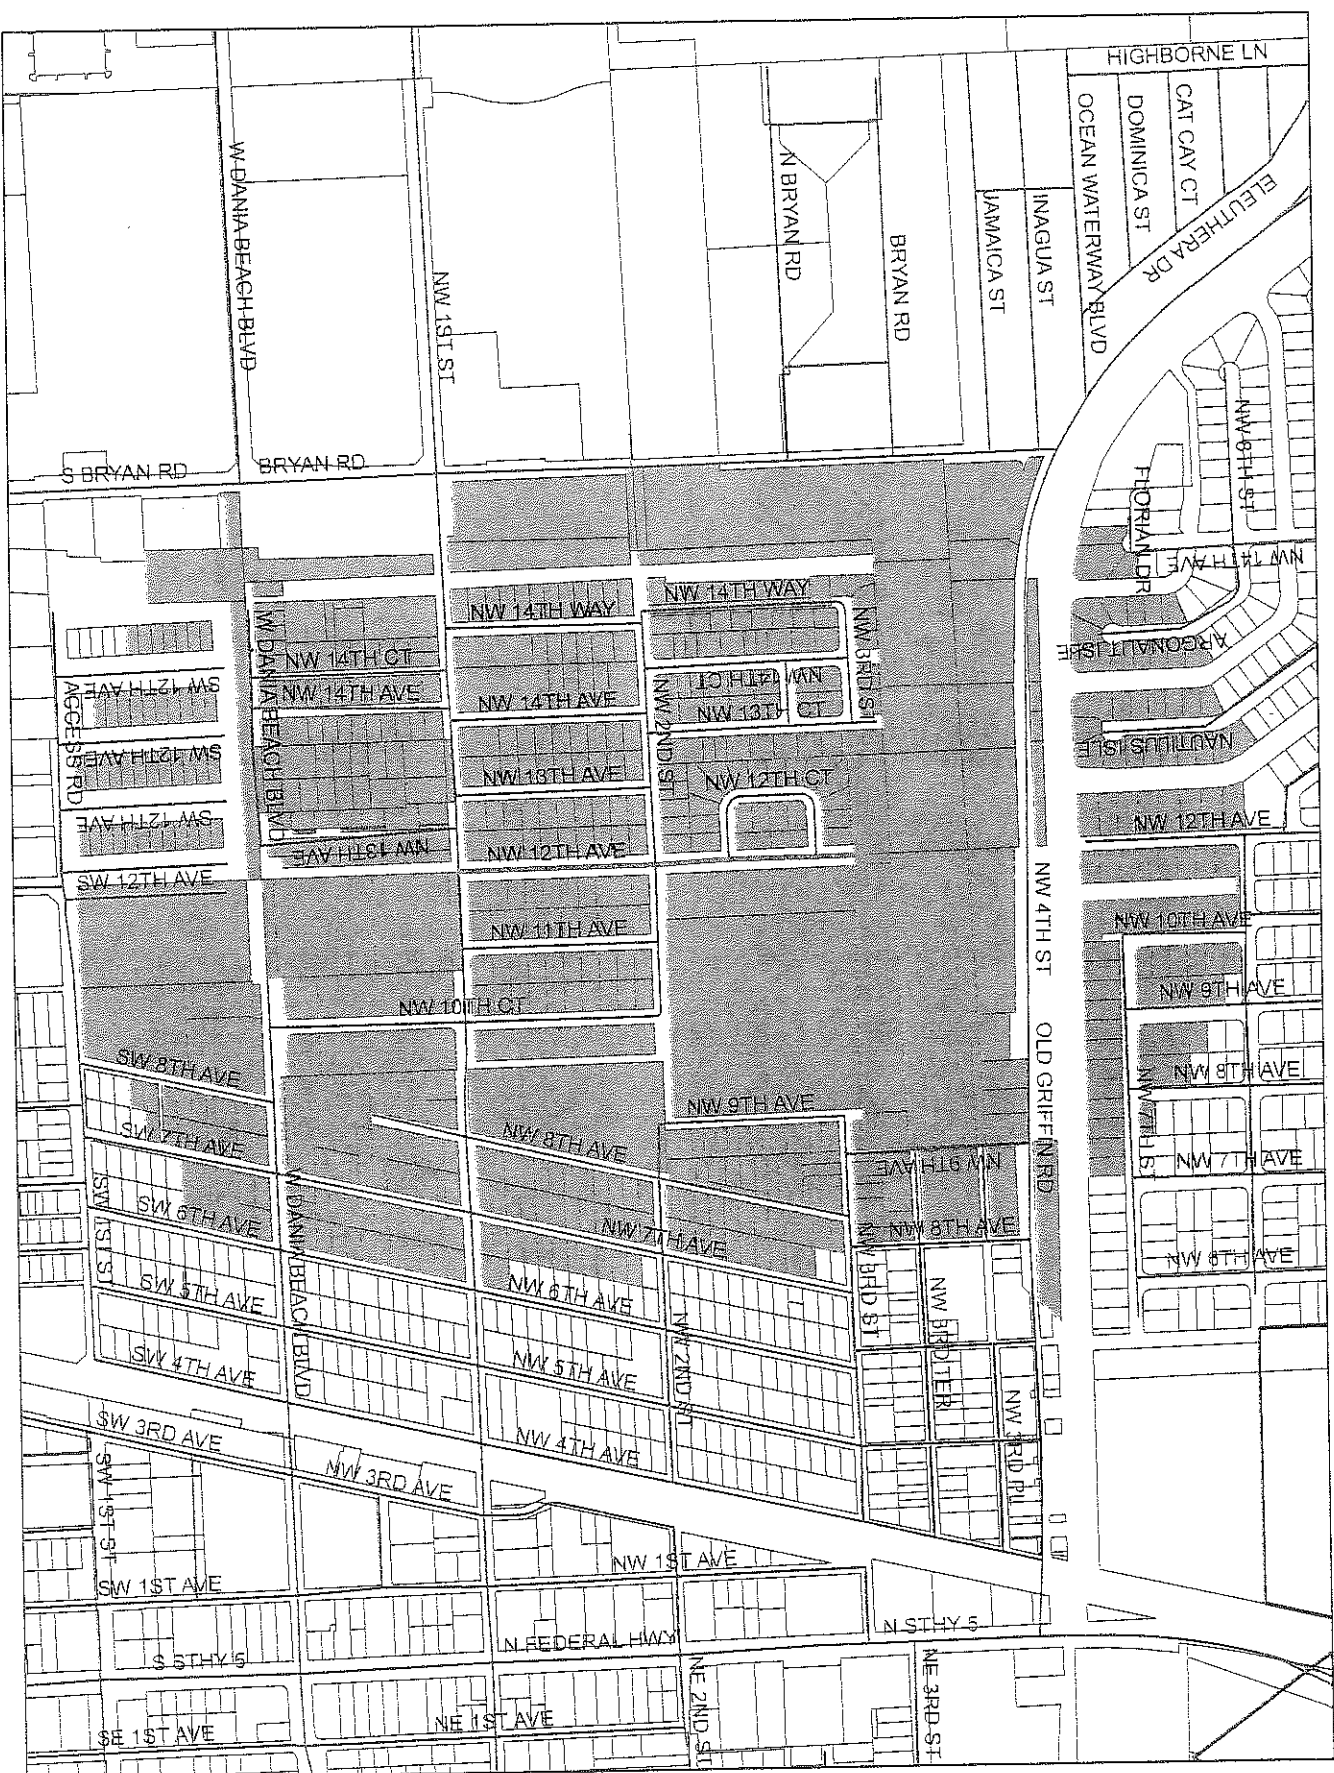 HIGHBORNE LN
CAT CAY CT
DOMINICA ST
OCEAN WATERWAY BLVD
ELEUTHERA DR
INAGUA ST
JAMAICA ST
BRYAN RD
N BRYAN RD
W DANIA BEACH BLVD
NW 1ST ST
S BRYAN RD
BRYAN RD
FLORIAN DR
NW 14TH AVE
ARGONAUT ISLE
NAUTILUS ISLE
NW 12TH AVE
NW 14TH WAY
NW 14TH WAY
NW 3RD ST
NW 14TH CT
NW 14TH CT
NW 14TH AVE
NW 14TH AVE
NW 13TH CT
NW 2ND ST
W DANIA BEACH BLVD
SW 12TH AVE
ACCESS RD
SW 12TH AVE
NW 13TH AVE
NW 12TH CT
SW 12TH AVE
NW 13TH AVE
NW 12TH AVE
SW 12TH AVE
NW 4TH ST
NW 11TH AVE
NW 10TH AVE
NW 10TH CT
NW 9TH AVE
OLD GRIFFIN RD
SW 8TH AVE
NW 8TH AVE
NW 7TH ST
NW 9TH AVE
SW 7TH AVE
NW 8TH AVE
NW 9TH AVE
NW 7TH AVE
SW 6TH AVE
SW 1ST ST
W DANIA BEACH BLVD
NW 7TH AVE
NW 8TH AVE
NW 3RD ST
SW 5TH AVE
NW 6TH AVE
NW 3RD TER
NW 2ND ST
SW 4TH AVE
NW 5TH AVE
NW 3RD PL
SW 3RD AVE
NW 4TH AVE
NW 3RD AVE
SW 1ST ST
NW 1ST AVE
SW 1ST AVE
N STHY 5
N FEDERAL HWY
S STHY 5
NE 2ND ST
NE 3RD ST
SE 1ST AVE
NE 1ST AVE